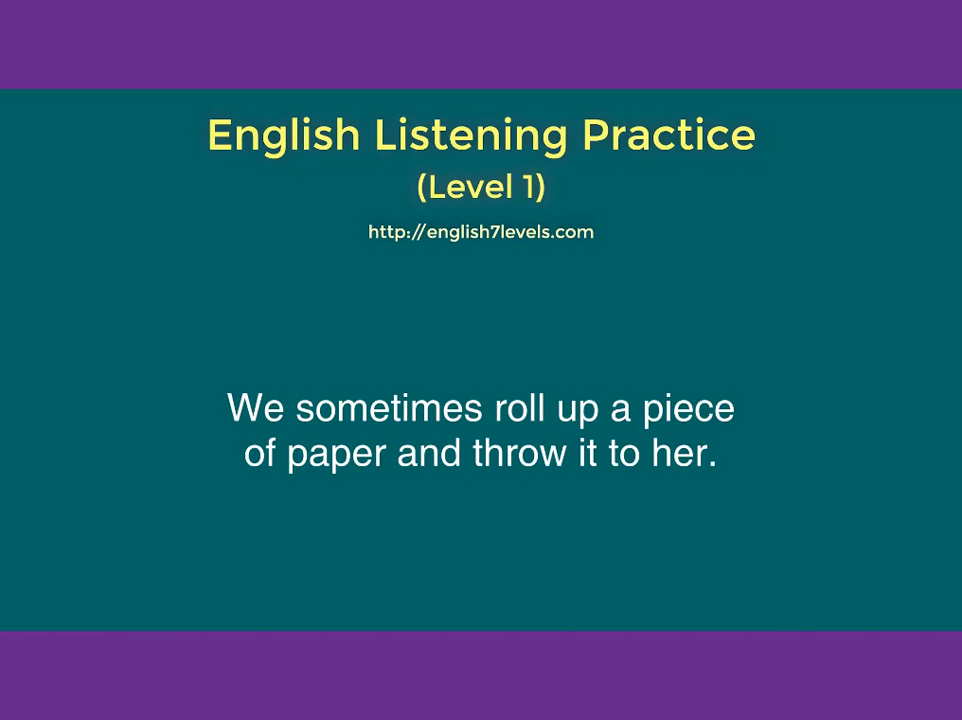 English Listening Practice
(Level 1)
http://english7levels.com
We sometimes roll up a piece
of paper and throw it to her.